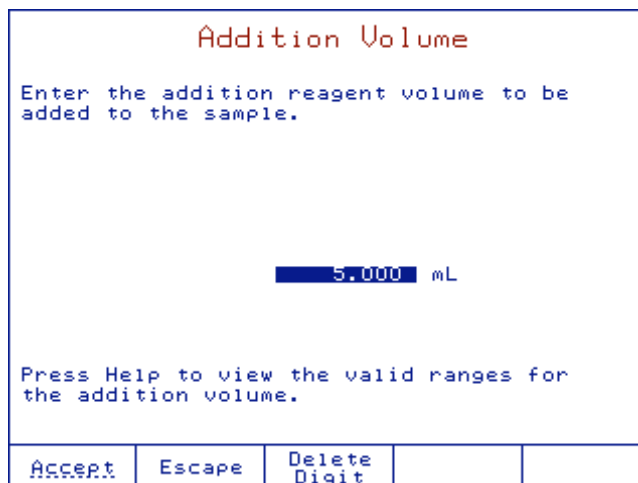 Addition Volume
Enter the addition reagent volume to be
added to the sample.
5.000 mL
Press Help to view the valid ranges for
the addition volume.
Accept Escape Delete Digit